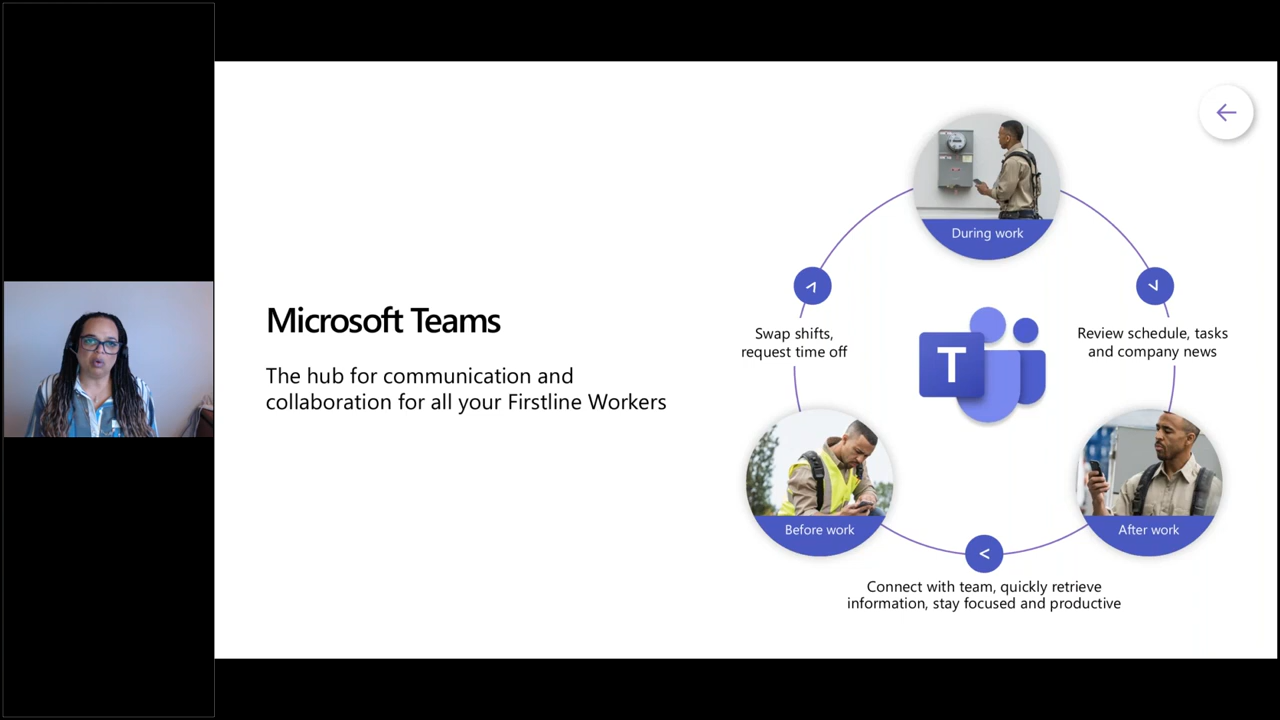 Microsoft Teams
The hub for communication and
collaboration for all your Firstline Workers
During work
Swap shifts,
request time off
Review schedule, tasks
and company news
T
Before work
After work
Connect with team, quickly retrieve
information, stay focused and productive